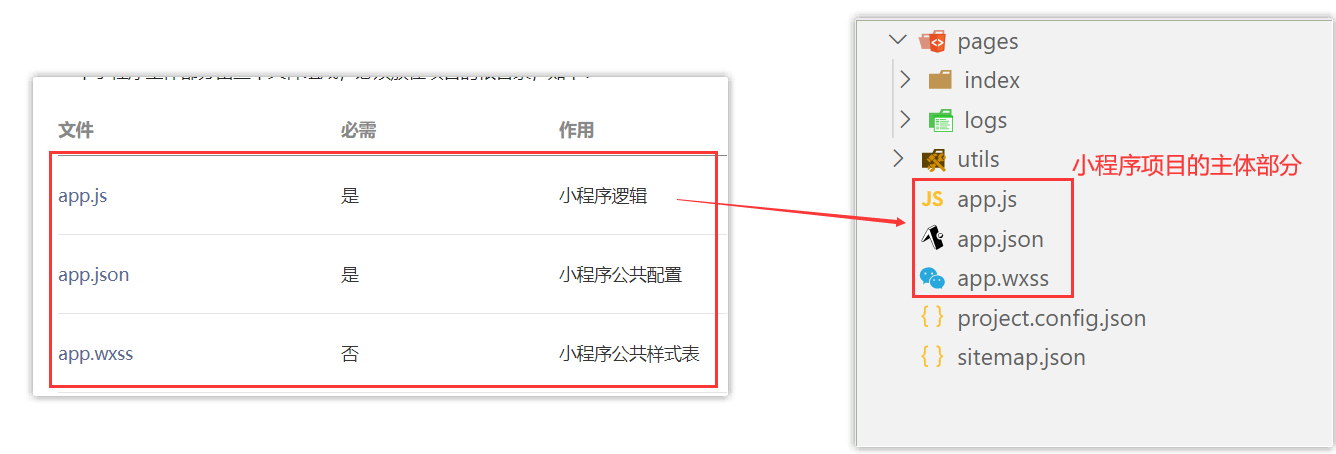 文件 必需 作用
app.js 是 小程序逻辑
app.json 是 小程序公共配置
app.wxss 否 小程序公共样式表
pages
index
logs
utils
小程序项目的主体部分
JS app.js
app.json
app.wxss
{ } project.config.json
{ } sitemap.json